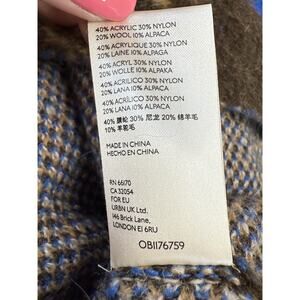 40% ACRYLIC 30% NYLON
20% WOOL 10% ALPACA
40% ACRYLIQUE 30% NYLON
20% LAINE 10% ALPAGA
40% ACRYL 30% NYLON
20% WOLLE 10% ALPAKA
40% ACRILICO 30% NYLON
20% LANA 10% ALPACA
40% ACRÍLICO 30% NYLON
20% LANA 10% ALPACA
40% 腈纶 30% 尼龙 20% 绵羊毛
10% 羊驼毛
MADE IN CHINA
HECHO EN CHINA
RN 66170
CA 32054
FOR EU
URBN UK Ltd.
146 Brick Lane,
LONDON E1 6RU
OB1176759